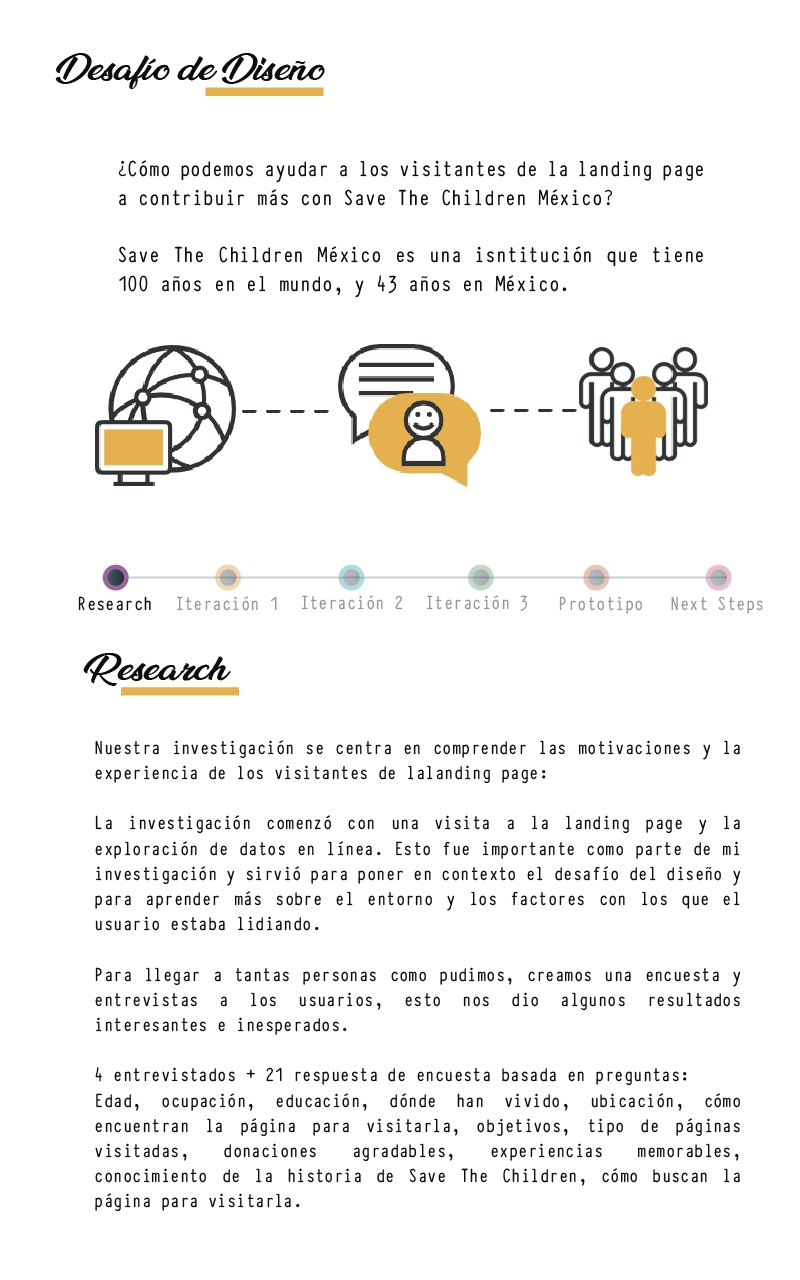 Desafío de Diseño
¿Cómo podemos ayudar a los visitantes de la landing page
a contribuir más con Save The Children México?
Save The Children México es una isntitución que tiene
100 años en el mundo, y 43 años en México.
Research Iteración 1 Iteración 2 Iteración 3 Prototipo Next Steps
Research
Nuestra investigación se centra en comprender las motivaciones y la
experiencia de los visitantes de lalanding page:
La investigación comenzó con una visita a la landing page y la
exploración de datos en línea. Esto fue importante como parte de mi
investigación y sirvió para poner en contexto el desafío del diseño y
para aprender más sobre el entorno y los factores con los que el
usuario estaba lidiando.
Para llegar a tantas personas como pudimos, creamos una encuesta y
entrevistas a los usuarios, esto nos dio algunos resultados
interesantes e inesperados.
4 entrevistados + 21 respuesta de encuesta basada en preguntas:
Edad, ocupación, educación, dónde han vivido, ubicación, cómo
encuentran la página para visitarla, objetivos, tipo de páginas
visitadas, donaciones agradables, experiencias memorables,
conocimiento de la historia de Save The Children, cómo buscan la
página para visitarla.